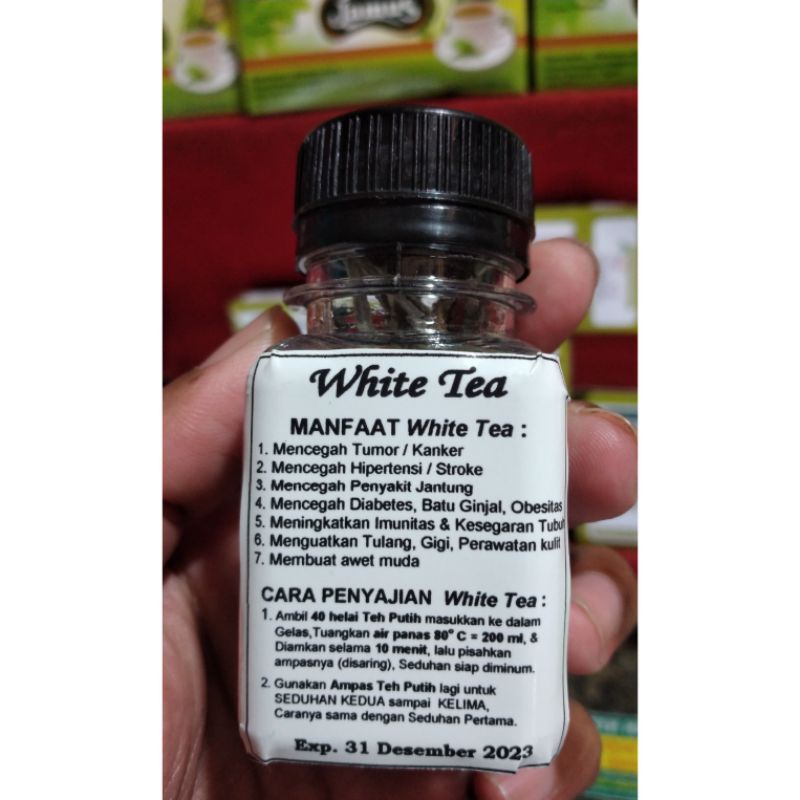 Jamus
White Tea
MANFAAT White Tea :
1. Mencegah Tumor / Kanker
2. Mencegah Hipertensi / Stroke
3. Mencegah Penyakit Jantung
4. Mencegah Diabetes, Batu Ginjal, Obesitas
5. Meningkatkan Imunitas & Kesegaran Tubuh
6. Menguatkan Tulang, Gigi, Perawatan kulit
7. Membuat awet muda
CARA PENYAJIAN White Tea :
1. Ambil 40 helai Teh Putih masukkan ke dalam
Gelas,Tuangkan air panas 80° C = 200 ml, &
Diamkan selama 10 menit, lalu pisahkan
ampasnya (disaring), Seduhan siap diminum.
2. Gunakan Ampas Teh Putih lagi untuk
SEDUHAN KEDUA sampai KELIMA,
Caranya sama dengan Seduhan Pertama.
Exp. 31 Desember 2023